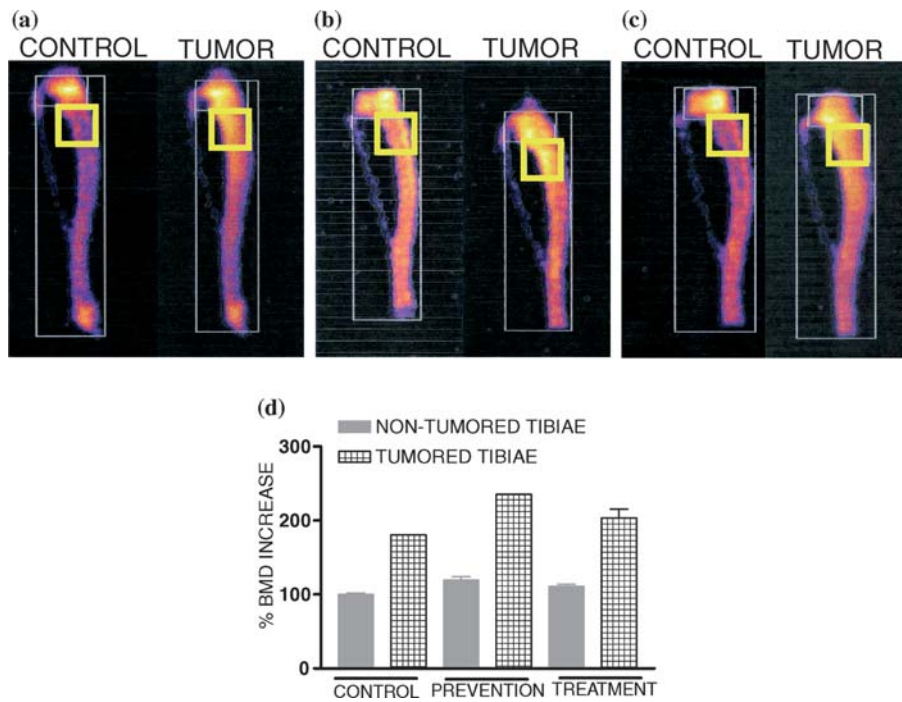 (a)
CONTROL TUMOR
(b)
CONTROL TUMOR
(c)
CONTROL TUMOR
(d)
NON-TUMORED TIBIAE
TUMORED TIBIAE
% BMD INCREASE
300
200
100
0
CONTROL PREVENTION TREATMENT